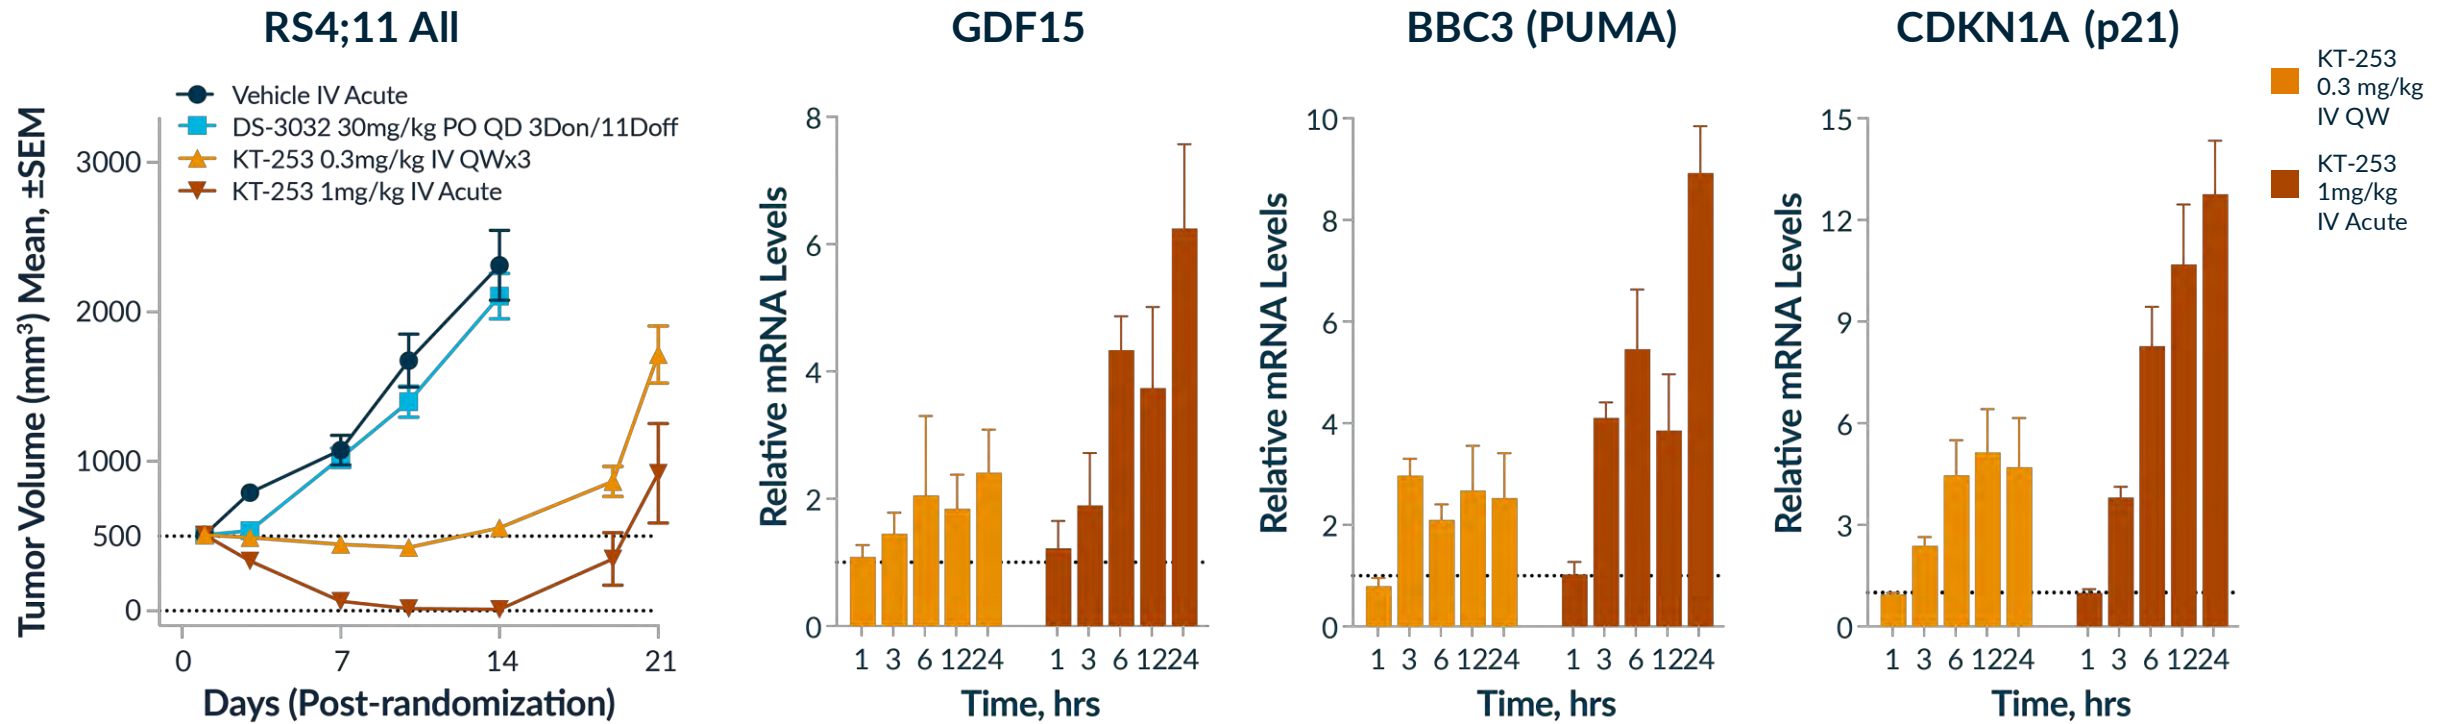 RS4;11 All
Tumor Volume (mm³) Mean, ±SEM
Vehicle IV Acute
DS-3032 30mg/kg PO QD 3Don/11Doff
KT-253 0.3mg/kg IV QWx3
KT-253 1mg/kg IV Acute
3000
2000
1000
500
0
0 7 14 21
Days (Post-randomization)
GDF15
Relative mRNA Levels
8
6
4
2
0
1 3 6 12 24 1 3 6 12 24
Time, hrs
BBC3 (PUMA)
Relative mRNA Levels
10
8
6
4
2
0
1 3 6 12 24 1 3 6 12 24
Time, hrs
CDKN1A (p21)
Relative mRNA Levels
15
12
9
6
3
0
1 3 6 12 24 1 3 6 12 24
Time, hrs
KT-253
0.3 mg/kg
IV QW
KT-253
1mg/kg
IV Acute